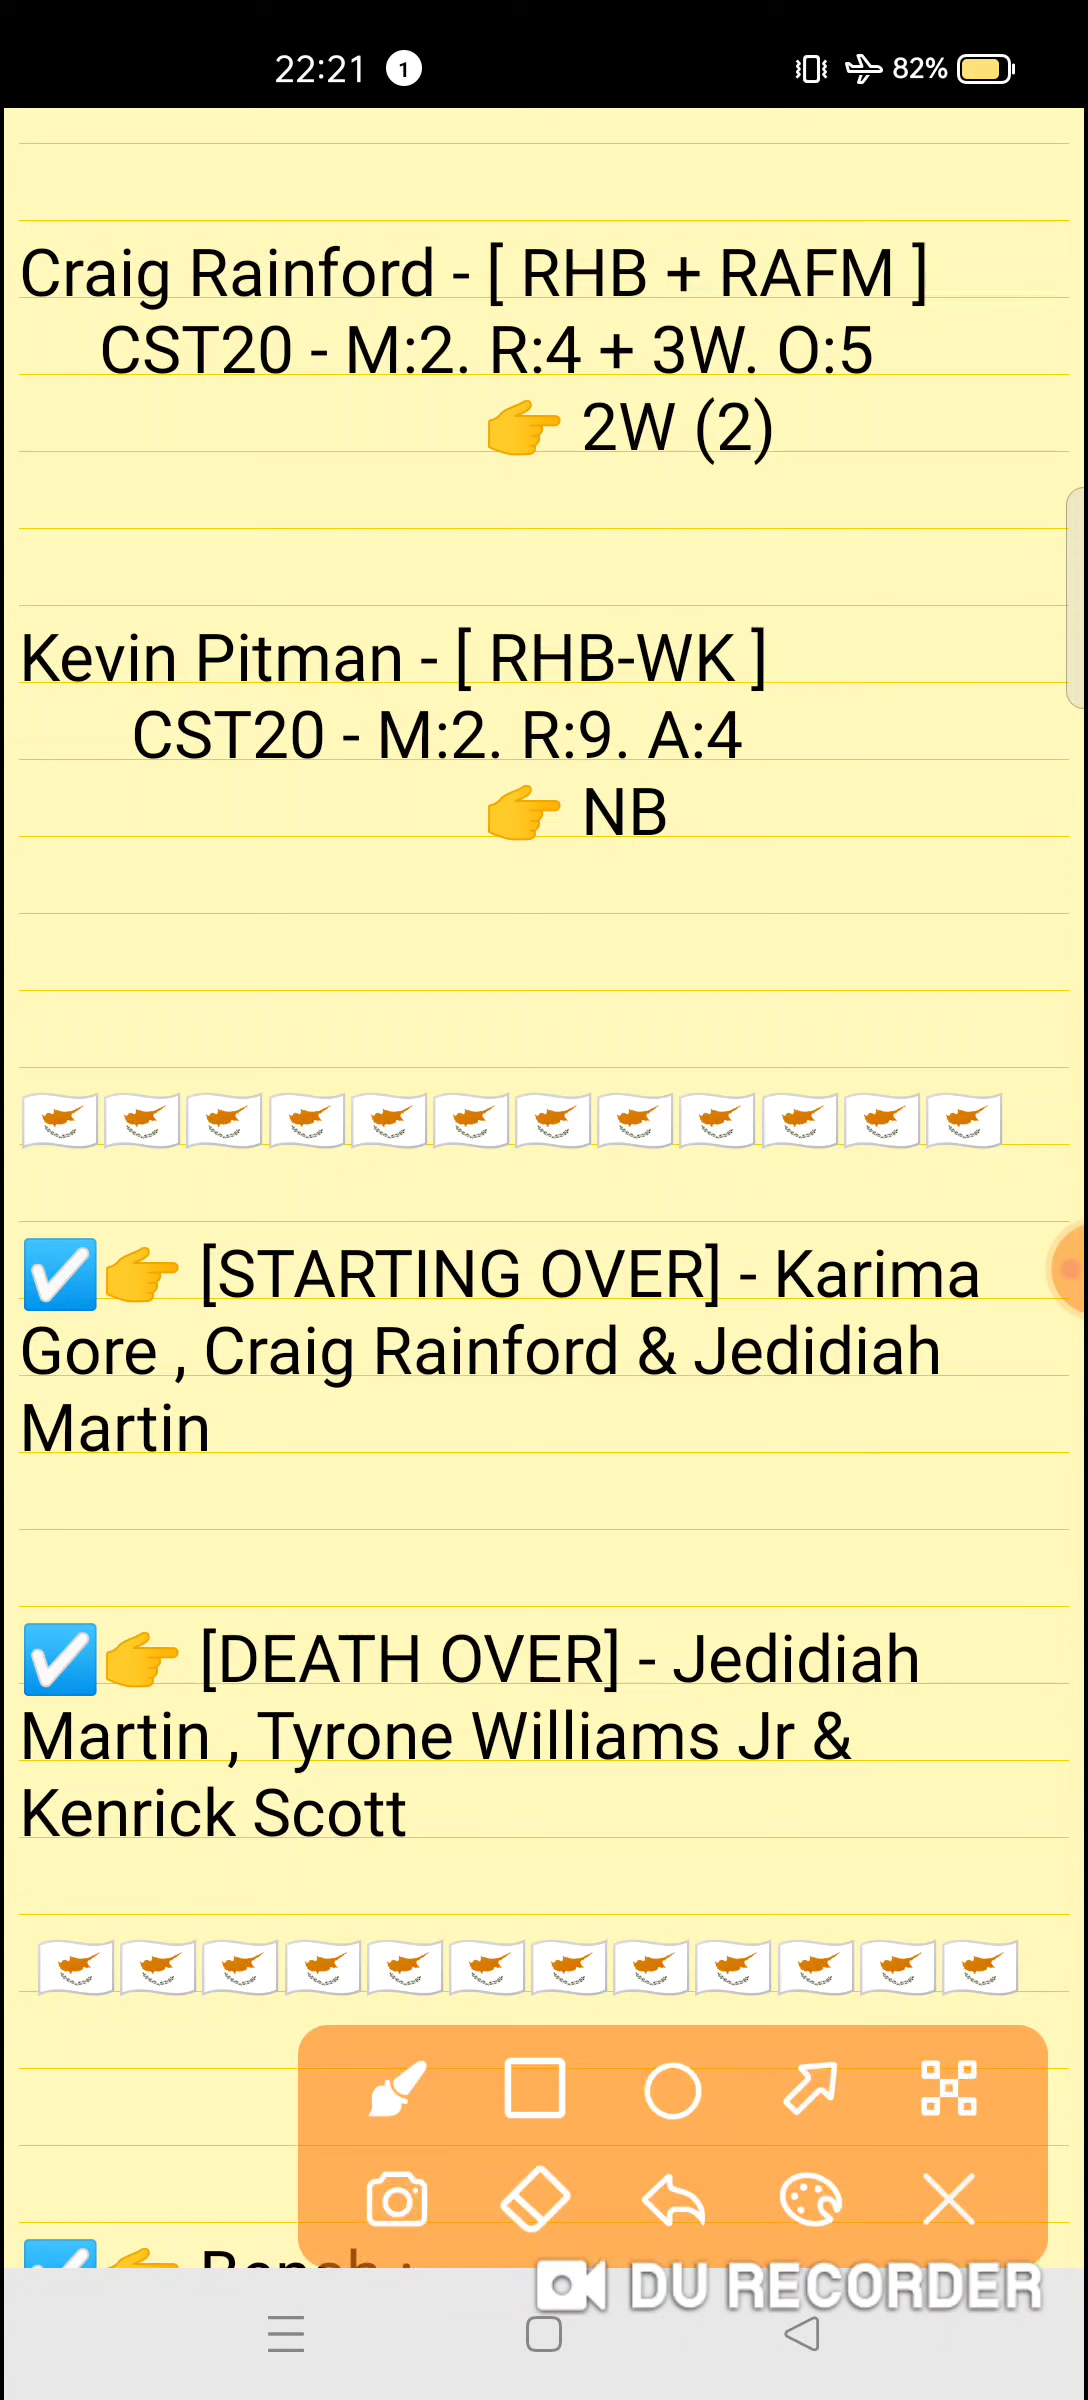 22:21 1 82%
Craig Rainford - [ RHB + RAFM ]
CST20 - M:2. R:4 + 3W. O:5
👉 2W (2)
Kevin Pitman - [ RHB-WK ]
CST20 - M:2. R:9. A:4
👉 NB
🇨🇾🇨🇾🇨🇾🇨🇾🇨🇾🇨🇾🇨🇾🇨🇾🇨🇾🇨🇾🇨🇾🇨🇾
☑️👉 [STARTING OVER] - Karima
Gore , Craig Rainford & Jedidiah
Martin
☑️👉 [DEATH OVER] - Jedidiah
Martin , Tyrone Williams Jr &
Kenrick Scott
🇨🇾🇨🇾🇨🇾🇨🇾🇨🇾🇨🇾🇨🇾🇨🇾🇨🇾🇨🇾🇨🇾🇨🇾
☑️👉 Bench :
DU RECORDER